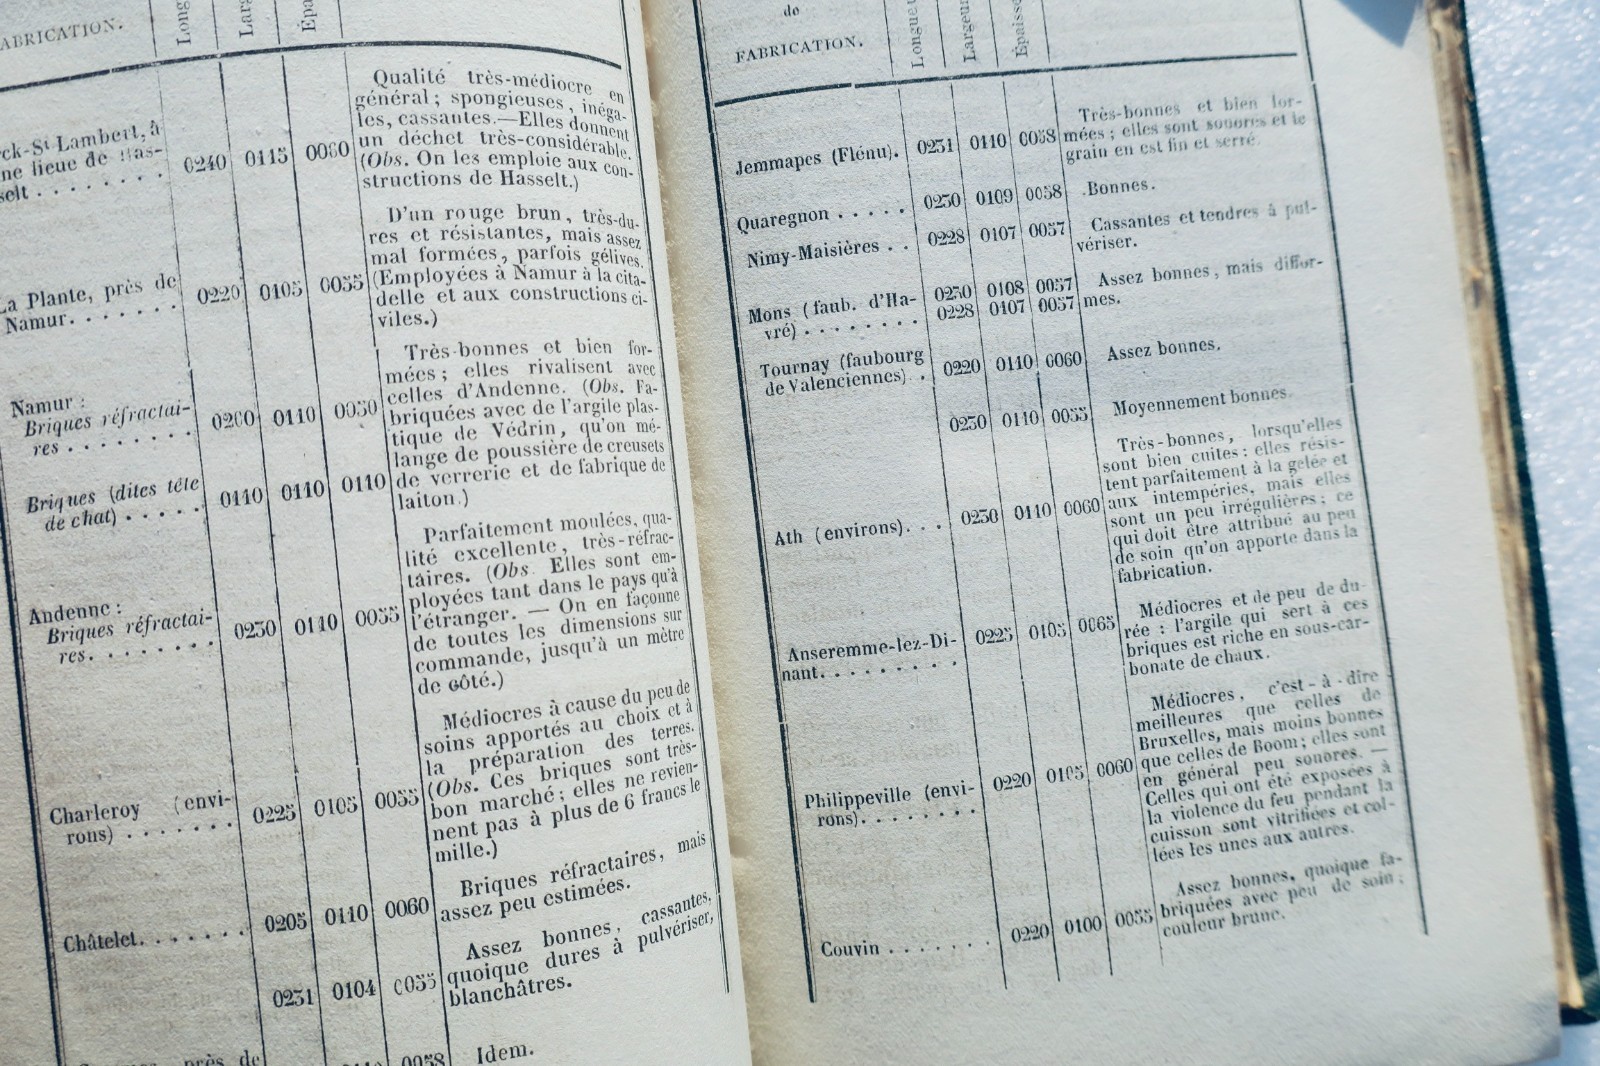 FABRICATION.
0240 0115 0060
Qualité très-médiocre en
général ; spongieuses, inéga-
les, cassantes.—Elles donnent
un déchet très-considérable.
(Obs. On les emploie aux con-
structions de Hasselt.)
ck-St Lambert, à
ne lieue de Has-
selt . . . . . . . .
La Plante, près de
Namur. . . . . . .
0220 0105 0055
D'un rouge brun, très-du-
res et résistantes, mais assez
mal formées, parfois gélives.
(Employées à Namur à la cita-
delle et aux constructions ci-
viles.)
Namur :
Briques réfractai-
res . . . . . . . .
0200 0110 0050
Très-bonnes et bien for-
mées ; elles rivalisent avec
celles d'Andenne. (Obs. Fa-
briquées avec de l'argile plas-
tique de Védrin, qu'on mé-
lange de poussière de creusets
de verrerie et de fabrique de
laiton.)
Briques (dites tête
de chat) . . . . .
0110 0110 0110
Andenne :
Briques réfractai-
res. . . . . . . .
0230 0110 0055
Parfaitement moulées, qua-
lité excellente, très-réfrac-
taires. (Obs. Elles sont em-
ployées tant dans le pays qu'à
l'étranger. — On en façonne
de toutes les dimensions sur
commande, jusqu'à un mètre
de côté.)
Charleroy (envi-
rons) . . . . . . .
0225 0105 0055
Médiocres à cause du peu de
soins apportés au choix et à
la préparation des terres.
(Obs. Ces briques sont très-
bon marché ; elles ne revien-
nent pas à plus de 6 francs le
mille.)
Châtelet. . . . . . .
0205 0110 0060
Briques réfractaires, mais
assez peu estimées.
0231 0104 0055
Assez bonnes, cassantes,
quoique dures à pulvériser,
blanchâtres.
près de
0058
Idem.
de
FABRICATION.
Longueu
Largeur
Épaisse
Jemmapes (Flénu).
0231 0110 0058
Très-bonnes et bien for-
mées ; elles sont sonores et le
grain en est fin et serré.
Quaregnon . . . . .
0230 0109 0058
Bonnes.
Nimy-Maisières . .
0228 0107 0057
Cassantes et tendres à pul-
vériser.
Mons (faub. d'Ha-
vré) . . . . . . . .
0230 0108 0057
0228 0107 0057
Assez bonnes, mais diffor-
mes.
Tournay (faubourg
de Valenciennes) . .
0220 0110 0060
Assez bonnes.
0230 0110 0055
Moyennement bonnes.
Ath (environs). . . .
0230 0110 0060
Très-bonnes, lorsqu'elles
sont bien cuites : elles résis-
tent parfaitement à la gelée et
aux intempéries, mais elles
sont un peu irrégulières ; ce
qui doit être attribué au peu
de soin qu'on apporte dans la
fabrication.
Anseremme-lez-Di-
nant. . . . . . . .
0225 0105 0065
Médiocres et de peu de du-
rée : l'argile qui sert à ces
briques est riche en sous-car-
bonate de chaux.
Philippeville (envi-
rons). . . . . . . .
0220 0105 0060
Médiocres, c'est-à-dire
meilleures que celles de
Bruxelles, mais moins bonnes
que celles de Boom ; elles sont
en général peu sonores. —
Celles qui ont été exposées à
la violence du feu pendant la
cuisson sont vitrifiées et col-
lées les unes aux autres.
Couvin . . . . . . .
0220 0100 0055
Assez bonnes, quoique fa-
briquées avec peu de soin ;
couleur brune.